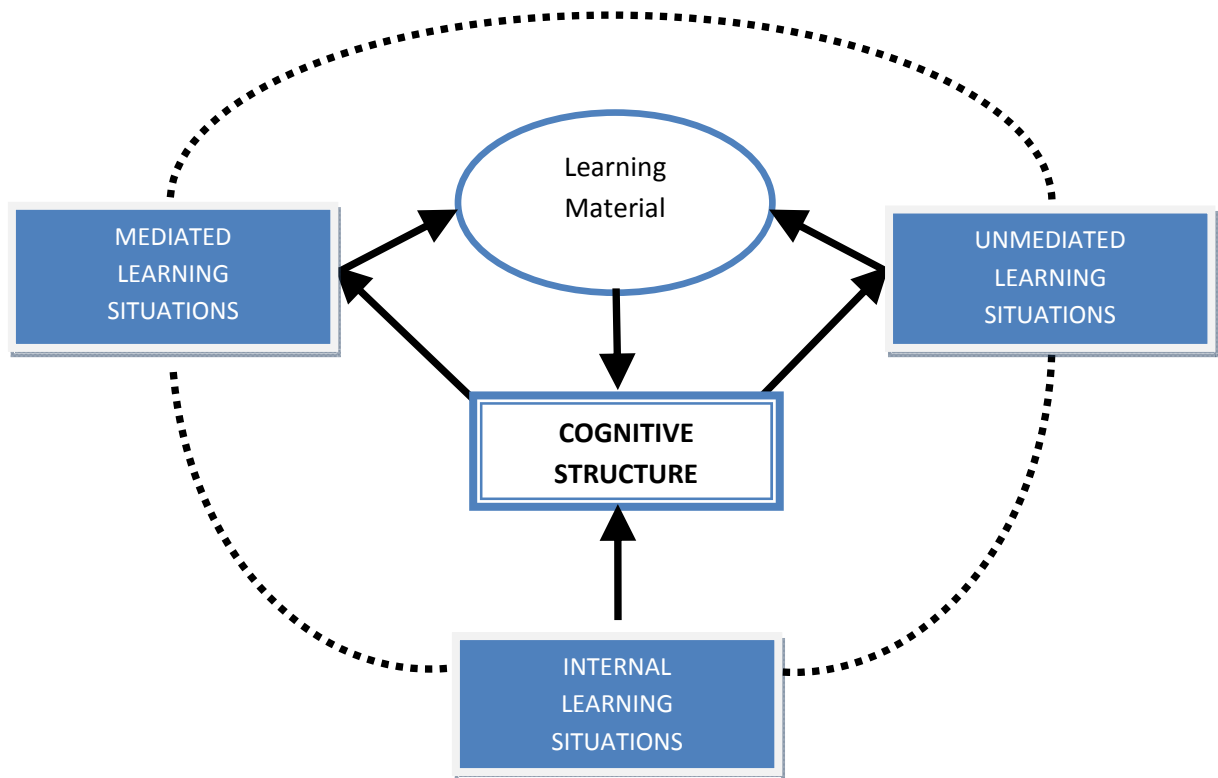 Learning
Material
MEDIATED
LEARNING
SITUATIONS
UNMEDIATED
LEARNING
SITUATIONS
COGNITIVE
STRUCTURE
INTERNAL
LEARNING
SITUATIONS